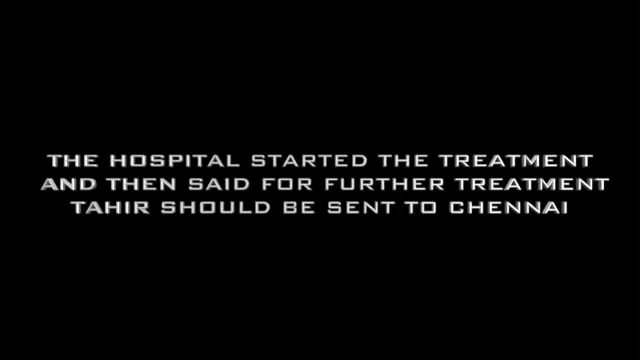 THE HOSPITAL STARTED THE TREATMENT
AND THEN SAID FOR FURTHER TREATMENT
TAHIR SHOULD BE SENT TO CHENNAI